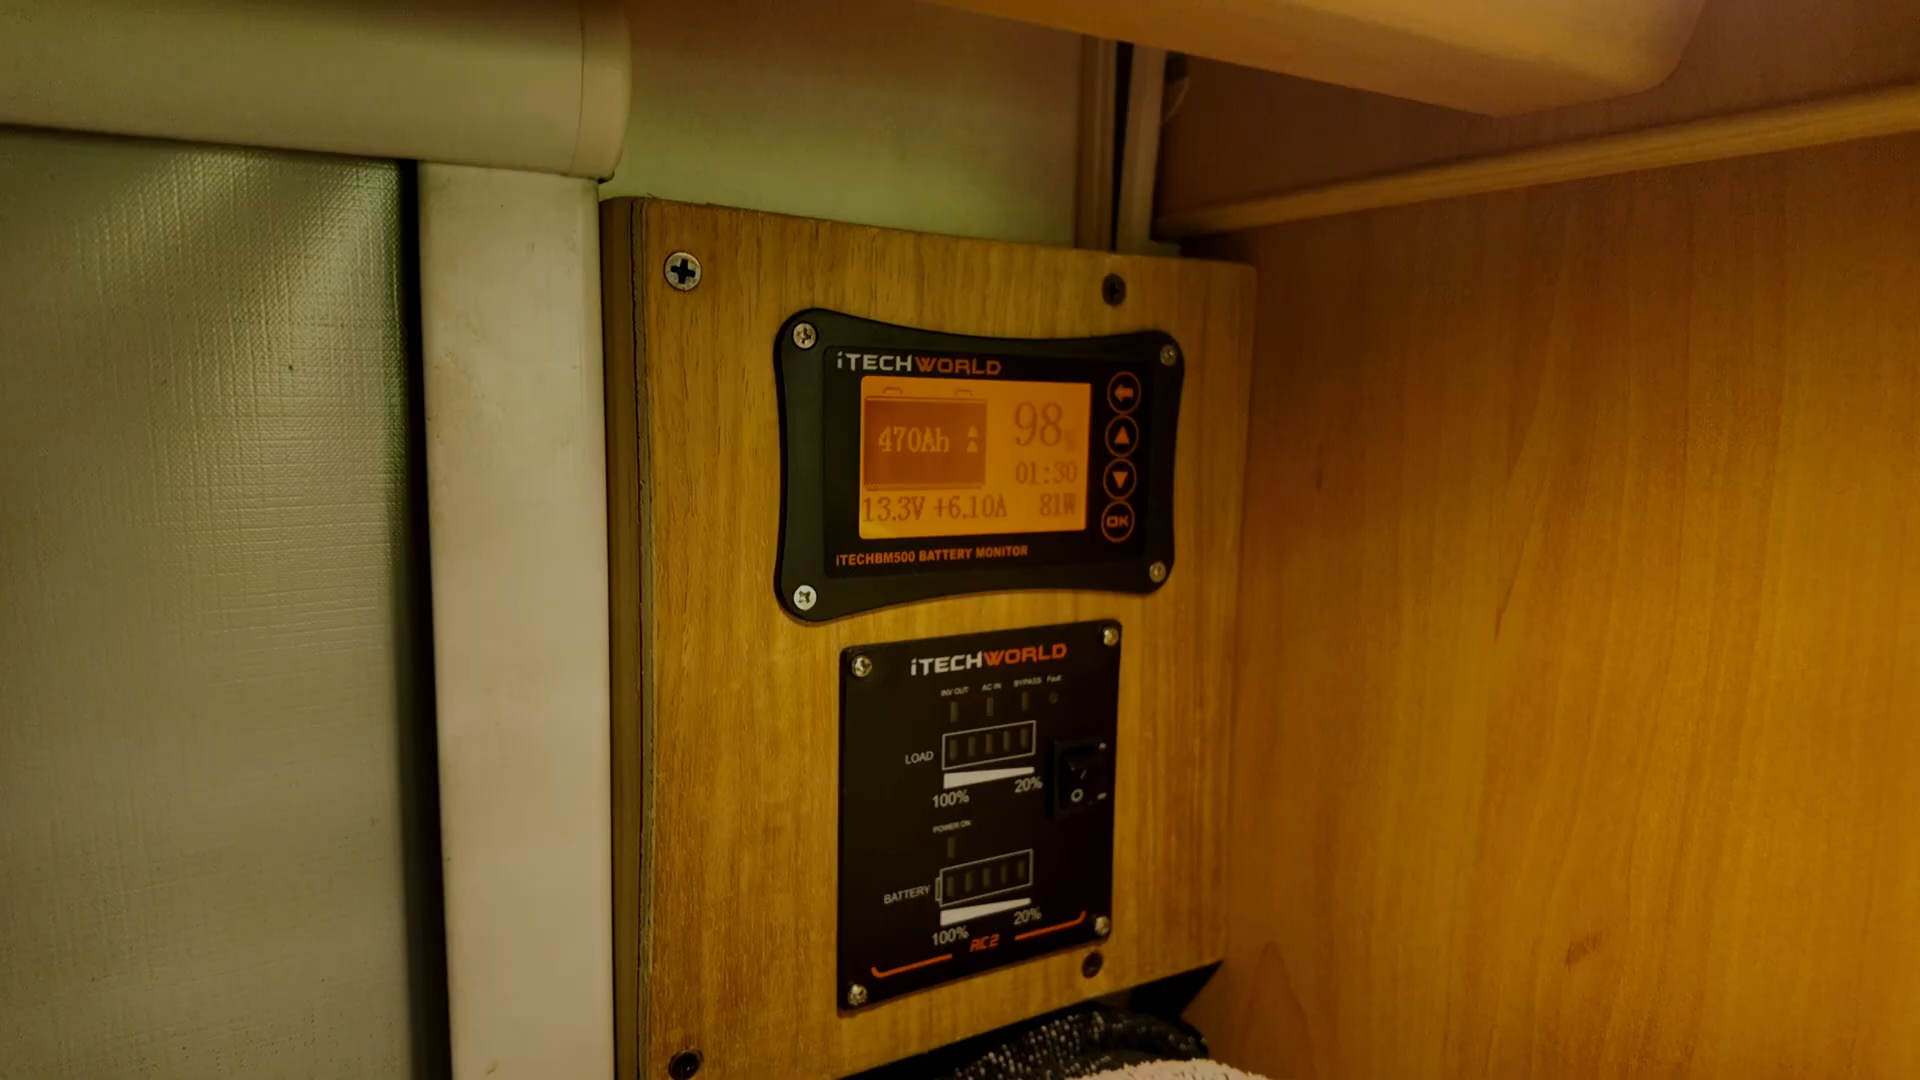 iTECHWORLD
470Ah 98%
01:30
13.3V +6.10A 81W
OK
iTECHBM500 BATTERY MONITOR
iTECHWORLD
INV OUT AC IN BYPASS Fault
LOAD
100% 20%
POWER ON
BATTERY
100% 20%
RC2